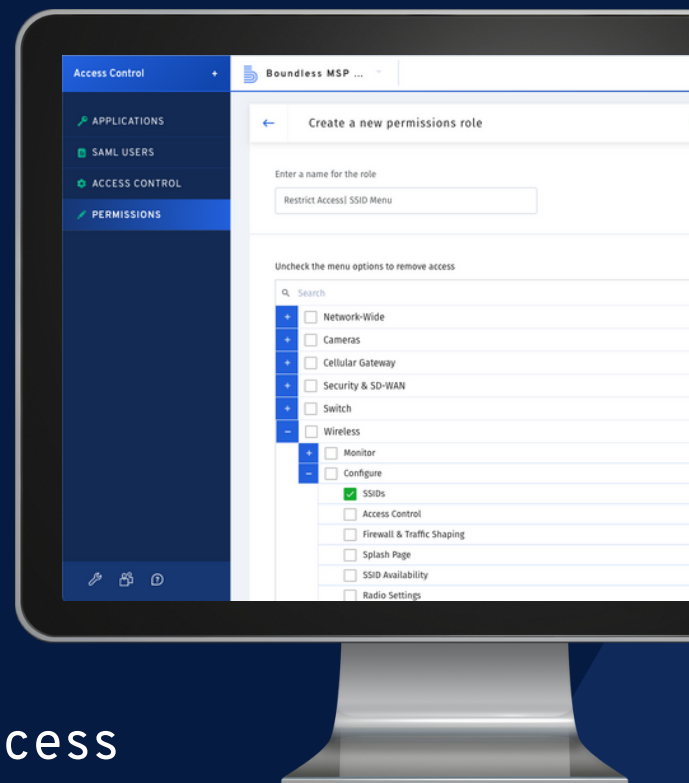 Access Control +
Boundless MSP ...
APPLICATIONS
SAML USERS
ACCESS CONTROL
PERMISSIONS
← Create a new permissions role
Enter a name for the role
Restrict Access| SSID Menu
Uncheck the menu options to remove access
Search
+ Network-Wide
+ Cameras
+ Cellular Gateway
+ Security & SD-WAN
+ Switch
− Wireless
+ Monitor
− Configure
SSIDs
Access Control
Firewall & Traffic Shaping
Splash Page
SSID Availability
Radio Settings
cess